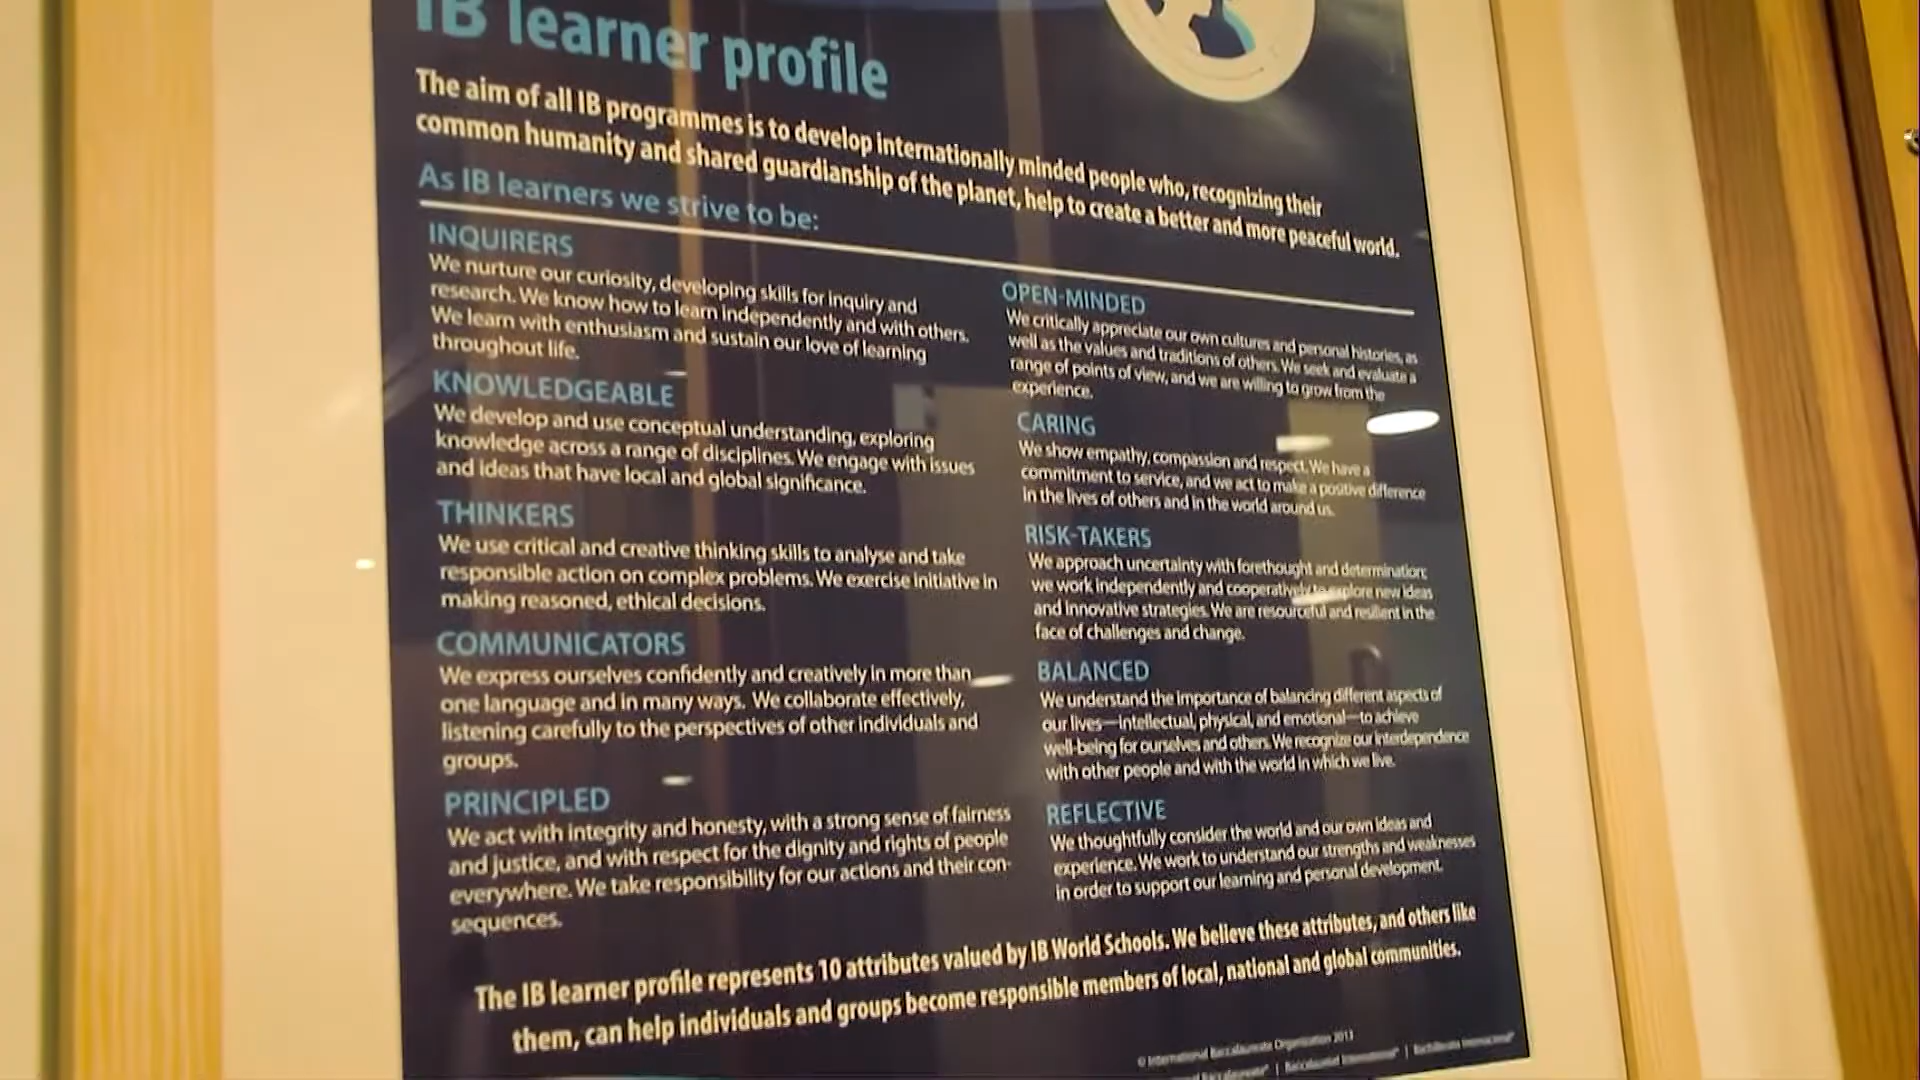 IB learner profile
The aim of all IB programmes is to develop internationally minded people who, recognizing their
common humanity and shared guardianship of the planet, help to create a better and more peaceful world.
As IB learners we strive to be:
INQUIRERS
We nurture our curiosity, developing skills for inquiry and
research. We know how to learn independently and with others.
We learn with enthusiasm and sustain our love of learning
throughout life.
KNOWLEDGEABLE
We develop and use conceptual understanding, exploring
knowledge across a range of disciplines. We engage with issues
and ideas that have local and global significance.
THINKERS
We use critical and creative thinking skills to analyse and take
responsible action on complex problems. We exercise initiative in
making reasoned, ethical decisions.
COMMUNICATORS
We express ourselves confidently and creatively in more than
one language and in many ways. We collaborate effectively,
listening carefully to the perspectives of other individuals and
groups.
PRINCIPLED
We act with integrity and honesty, with a strong sense of fairness
and justice, and with respect for the dignity and rights of people
everywhere. We take responsibility for our actions and their con-
sequences.
OPEN-MINDED
We critically appreciate our own cultures and personal histories, as
well as the values and traditions of others. We seek and evaluate a
range of points of view, and we are willing to grow from the
experience.
CARING
We show empathy, compassion and respect. We have a
commitment to service, and we act to make a positive difference
in the lives of others and in the world around us.
RISK-TAKERS
We approach uncertainty with forethought and determination;
we work independently and cooperatively to explore new ideas
and innovative strategies. We are resourceful and resilient in the
face of challenges and change.
BALANCED
We understand the importance of balancing different aspects of
our lives—intellectual, physical, and emotional—to achieve
well-being for ourselves and others. We recognize our interdependence
with other people and with the world in which we live.
REFLECTIVE
We thoughtfully consider the world and our own ideas and
experience. We work to understand our strengths and weaknesses
in order to support our learning and personal development.
The IB learner profile represents 10 attributes valued by IB World Schools. We believe these attributes, and others like
them, can help individuals and groups become responsible members of local, national and global communities.
© International Baccalaureate Organization 2013
Baccalaureate® | Baccalauréat International® | Bachillerato Internacional®